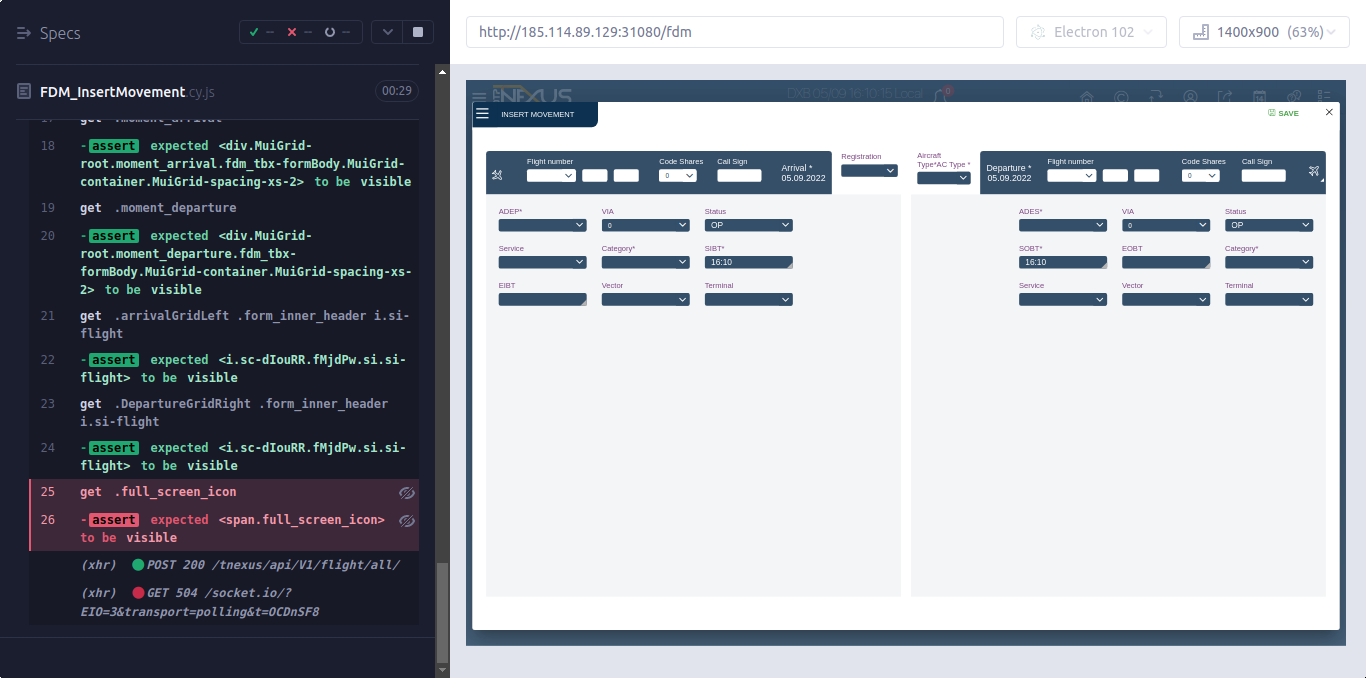 Specs
✓ -- ✕ -- --
http://185.114.89.129:31080/fdm
Electron 102
1400x900 (63%)
FDM_InsertMovement.cy.js
00:29
17 get .moment_arrival
18 -assert expected <div.MuiGrid-
root.moment_arrival.fdm_tbx-formBody.MuiGrid-
container.MuiGrid-spacing-xs-2> to be visible
19 get .moment_departure
20 -assert expected <div.MuiGrid-
root.moment_departure.fdm_tbx-
formBody.MuiGrid-container.MuiGrid-spacing-xs-
2> to be visible
21 get .arrivalGridLeft .form_inner_header i.si-
flight
22 -assert expected <i.sc-dIouRR.fMjdPw.si.si-
flight> to be visible
23 get .DepartureGridRight .form_inner_header
i.si-flight
24 -assert expected <i.sc-dIouRR.fMjdPw.si.si-
flight> to be visible
25 get .full_screen_icon
26 -assert expected <span.full_screen_icon>
to be visible
(xhr) POST 200 /tnexus/api/V1/flight/all/
(xhr) GET 504 /socket.io/?
EIO=3&transport=polling&t=OCDnSF8
NEXUS
DXB 05/09 16:10:15 Local
0
INSERT MOVEMENT
SAVE
Flight number
Code Shares
0
Call Sign
Arrival *
05.09.2022
Registration
Aircraft
Type*AC Type *
Departure *
05.09.2022
Flight number
Code Shares
0
Call Sign
ADEP* VIA Status
0 OP
Service Category* SIBT*
16:10
EIBT Vector Terminal
ADES* VIA Status
0 OP
SOBT* EOBT Category*
16:10
Service Vector Terminal